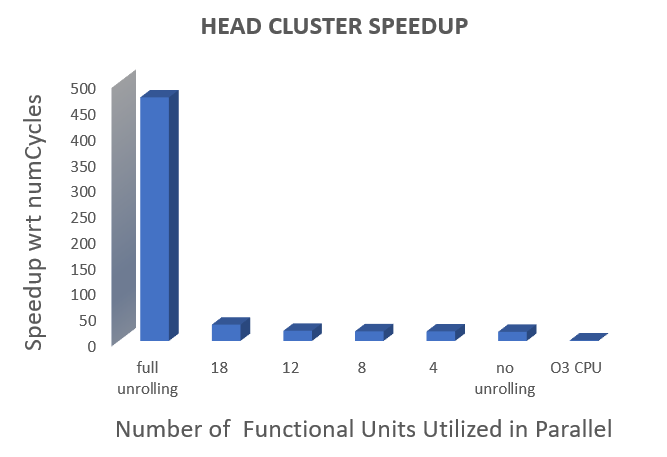 HEAD CLUSTER SPEEDUP
Speedup wrt numCycles
500
450
400
350
300
250
200
150
100
50
0
full unrolling
18
12
8
4
no unrolling
O3 CPU
Number of  Functional Units Utilized in Parallel